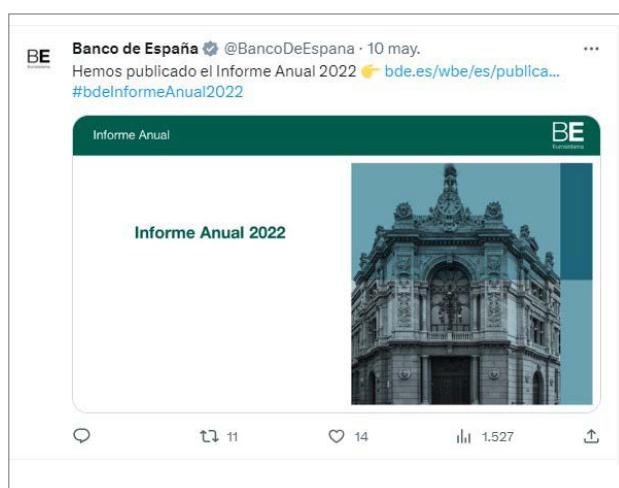 BE
Eurosistema
Banco de España @BancoDeEspana · 10 may.
Hemos publicado el Informe Anual 2022 👉 bde.es/wbe/es/publica...
#bdeInformeAnual2022
Informe Anual
BE
Eurosistema
Informe Anual 2022
11 14 1.527